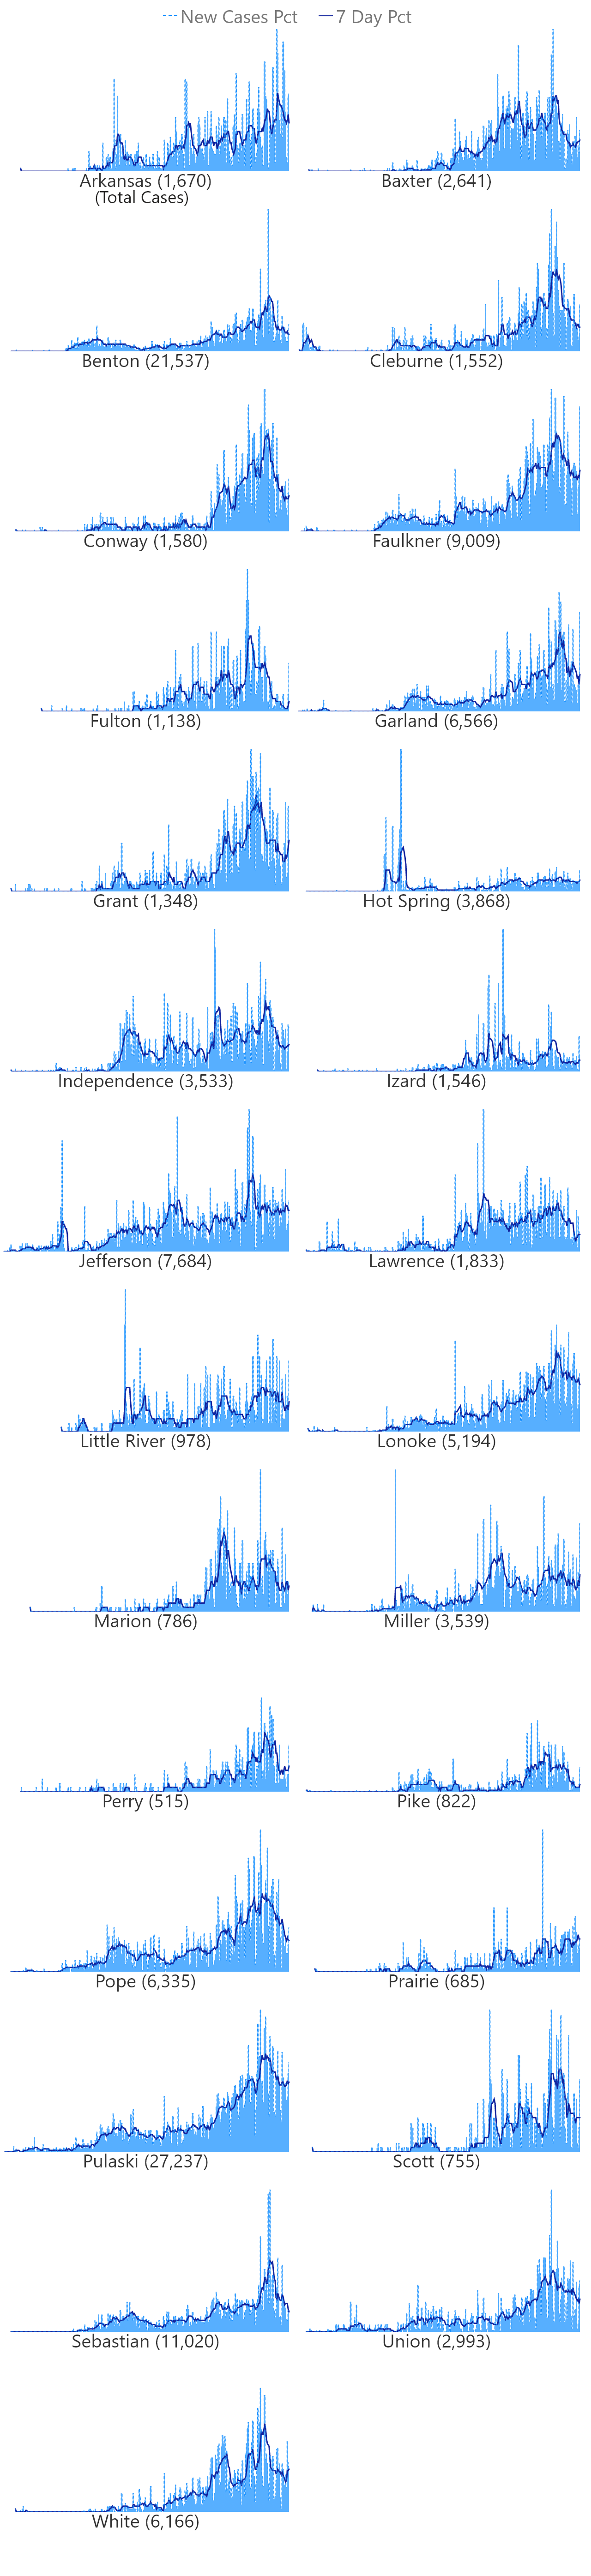 New Cases Pct 7 Day Pct
Arkansas (1,670) Baxter (2,641)
(Total Cases)
Benton (21,537) Cleburne (1,552)
Conway (1,580) Faulkner (9,009)
Fulton (1,138) Garland (6,566)
Grant (1,348) Hot Spring (3,868)
Independence (3,533) Izard (1,546)
Jefferson (7,684) Lawrence (1,833)
Little River (978) Lonoke (5,194)
Marion (786) Miller (3,539)
Perry (515) Pike (822)
Pope (6,335) Prairie (685)
Pulaski (27,237) Scott (755)
Sebastian (11,020) Union (2,993)
White (6,166)